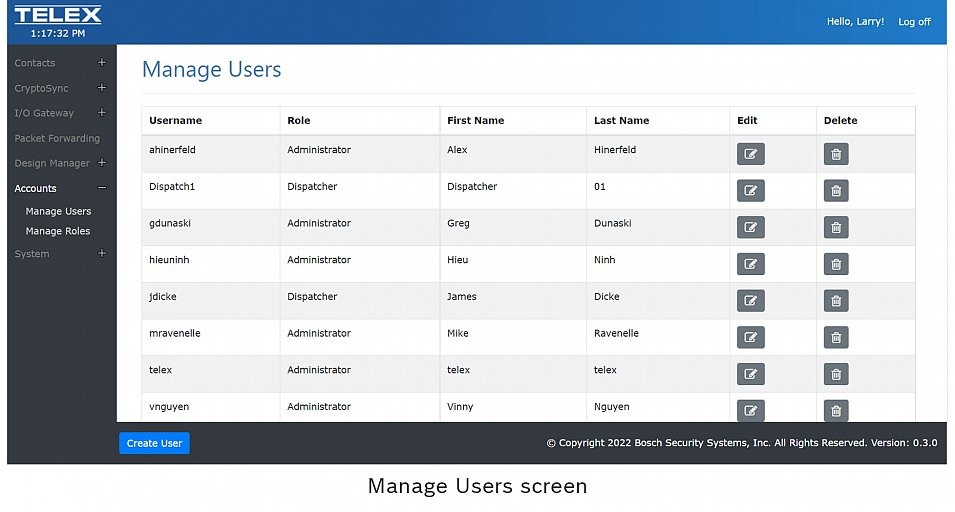 TELEX
1:17:32 PM
Hello, Larry! Log off
Contacts +
CryptoSync +
I/O Gateway +
Packet Forwarding
Design Manager +
Accounts −
Manage Users
Manage Roles
System +
Manage Users
Username Role First Name Last Name Edit Delete
ahinerfeld Administrator Alex Hinerfeld
Dispatch1 Dispatcher Dispatcher 01
gdunaski Administrator Greg Dunaski
hieuninh Administrator Hieu Ninh
jdicke Dispatcher James Dicke
mravenelle Administrator Mike Ravenelle
telex Administrator telex telex
vnguyen Administrator Vinny Nguyen
Create User
© Copyright 2022 Bosch Security Systems, Inc. All Rights Reserved. Version: 0.3.0
Manage Users screen